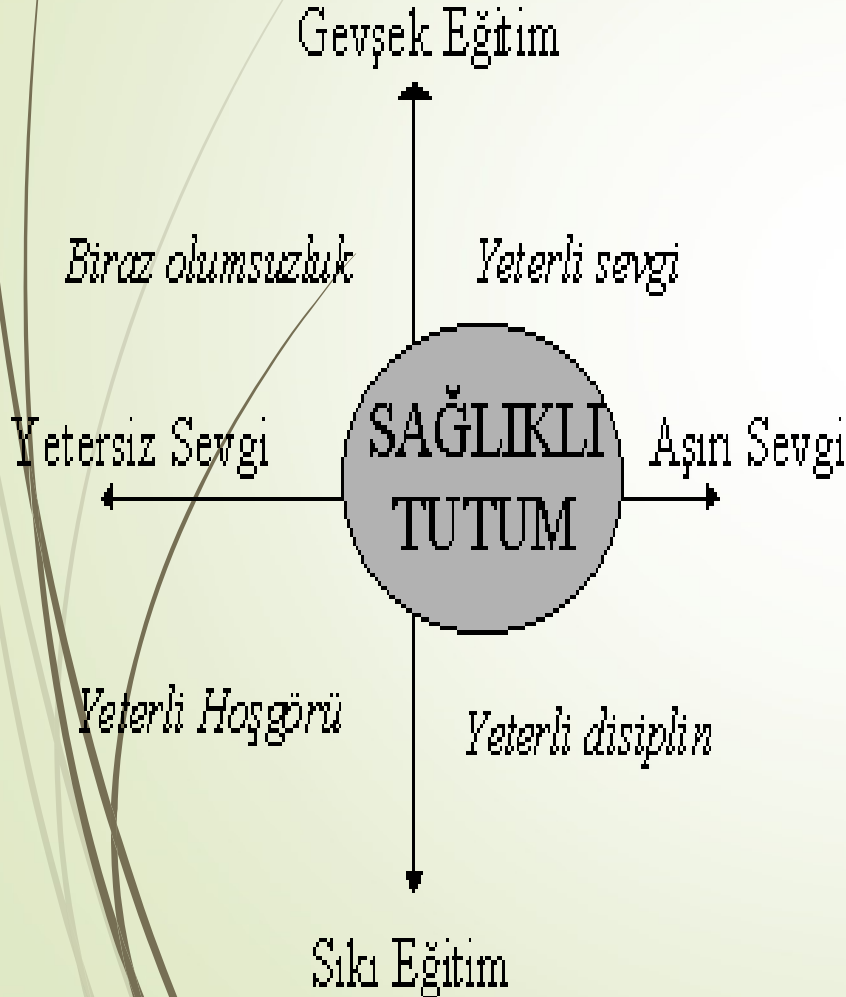 Gevşek Eğitim
Biraz olumsuzluk
Yeterli sevgi
SAĞLIKLI
TUTUM
Yetersiz Sevgi
Aşırı Sevgi
Yeterli Hoşgörü
Yeterli disiplin
Sıkı Eğitim